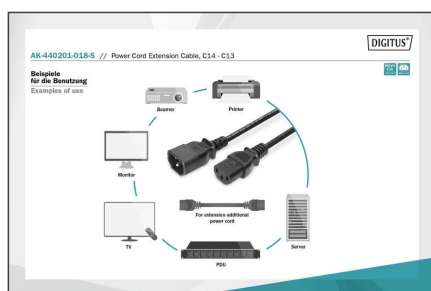 DIGITUS®
AK-440201-018-S // Power Cord Extension Cable, C14 - C13
Beispiele
für die Benutzung
Examples of use
Beamer
Printer
Monitor
For extension additional
power cord
TV
Server
PDU